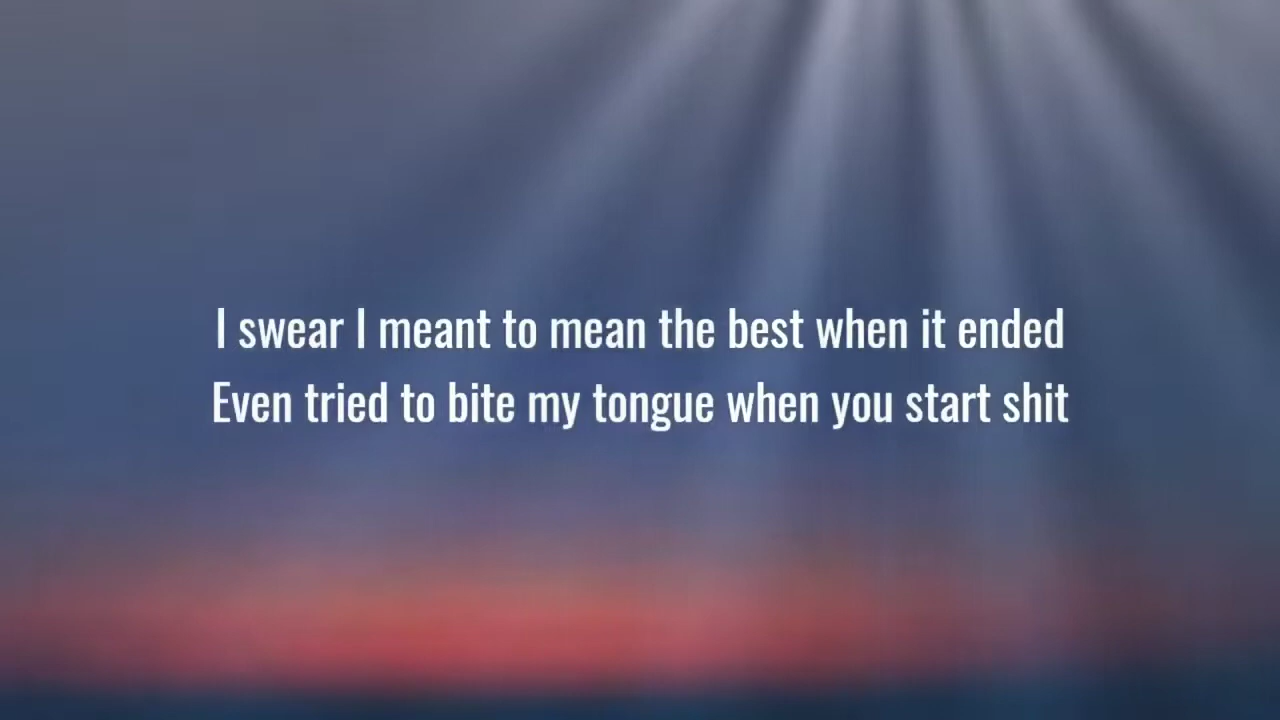 I swear I meant to mean the best when it ended
Even tried to bite my tongue when you start shit